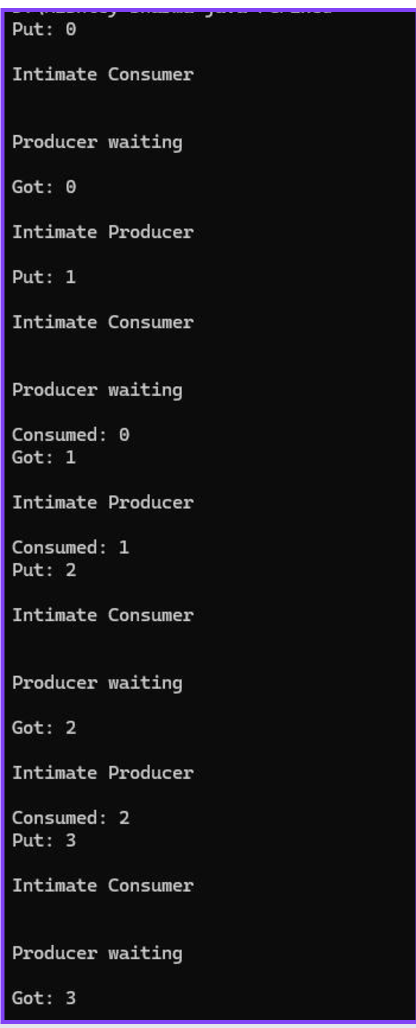 Put: 0
Intimate Consumer
Producer waiting
Got: 0
Intimate Producer
Put: 1
Intimate Consumer
Producer waiting
Consumed: 0
Got: 1
Intimate Producer
Consumed: 1
Put: 2
Intimate Consumer
Producer waiting
Got: 2
Intimate Producer
Consumed: 2
Put: 3
Intimate Consumer
Producer waiting
Got: 3